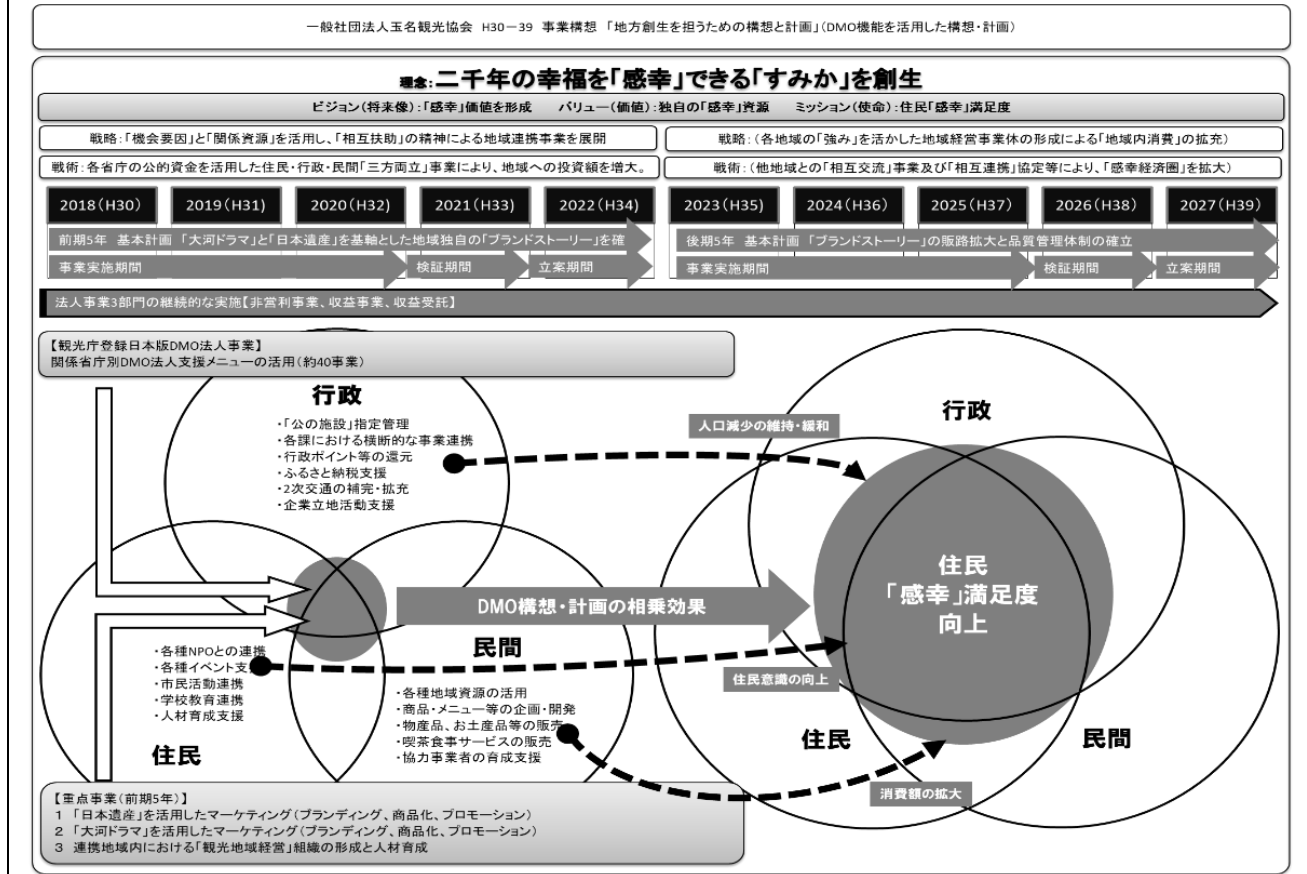 一般社団法人玉名観光協会 H30－39 事業構想 「地方創生を担うための構想と計画」（DMO機能を活用した構想・計画）
理念：二千年の幸福を「感幸」できる「すみか」を創生
ビジョン（将来像）：「感幸」価値を形成 バリュー（価値）：独自の「感幸」資源 ミッション（使命）：住民「感幸」満足度
戦略：「機会要因」と「関係資源」を活用し、「相互扶助」の精神による地域連携事業を展開
戦略：（各地域の「強み」を活かした地域経営事業体の形成による「地域内消費」の拡充）
戦術：各省庁の公的資金を活用した住民・行政・民間「三方両立」事業により、地域への投資額を増大。
戦術：（他地域との「相互交流」事業及び「相互連携」協定等により、「感幸経済圏」を拡大）
2018（H30） 2019（H31） 2020（H32） 2021（H33） 2022（H34） 2023（H35） 2024（H36） 2025（H37） 2026（H38） 2027（H39）
前期5年 基本計画 「大河ドラマ」と「日本遺産」を基軸とした地域独自の「ブランドストーリー」を確
後期5年 基本計画 「ブランドストーリー」の販路拡大と品質管理体制の確立
事業実施期間 検証期間 立案期間
事業実施期間 検証期間 立案期間
法人事業3部門の継続的な実施【非営利事業、収益事業、収益受託】
【観光庁登録日本版DMO法人事業】
関係省庁別DMO法人支援メニューの活用（約40事業）
行政
・「公の施設」指定管理
・各課における横断的な事業連携
・行政ポイント等の還元
・ふるさと納税支援
・2次交通の補完・拡充
・企業立地活動支援
・各種NPOとの連携
・各種イベント支
・市民活動連携
・学校教育連携
・人材育成支援
住民
民間
・各種地域資源の活用
・商品・メニュー等の企画・開発
・物産品、お土産品等の販売
・喫茶食事サービスの販売
・協力事業者の育成支援
DMO構想・計画の相乗効果
人口減少の維持・緩和
住民意識の向上
消費額の拡大
行政
住民
「感幸」満足度
向上
住民
民間
【重点事業（前期5年）】
1 「日本遺産」を活用したマーケティング（ブランディング、商品化、プロモーション）
2 「大河ドラマ」を活用したマーケティング（ブランディング、商品化、プロモーション）
3 連携地域内における「観光地域経営」組織の形成と人材育成